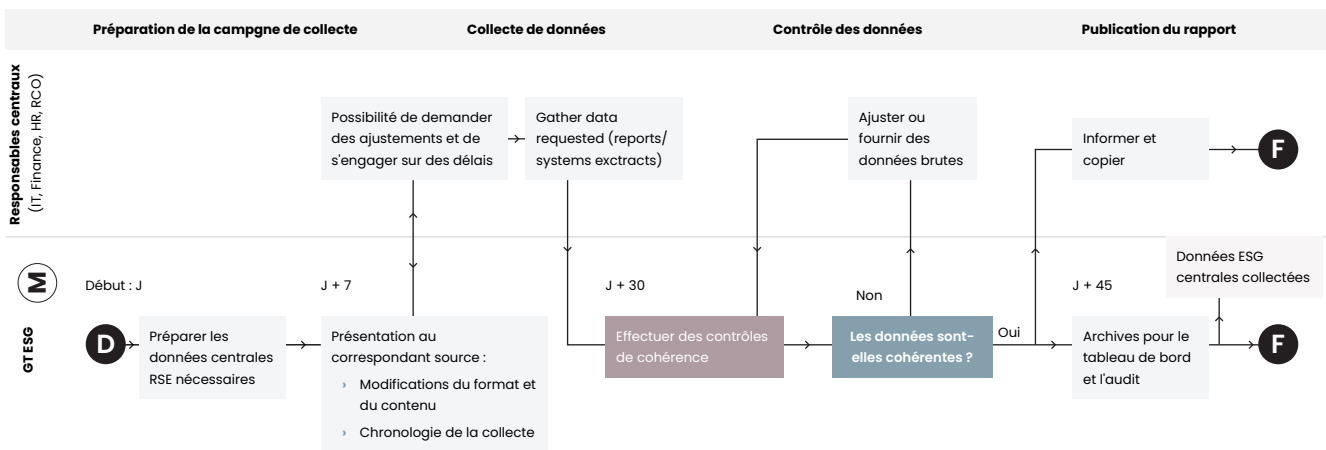 Préparation de la campgne de collecte
Collecte de données
Contrôle des données
Publication du rapport
Responsables centraux
(IT, Finance, HR, RCO)
Possibilité de demander
des ajustements et de
s'engager sur des délais
Gather data
requested (reports/
systems exctracts)
Ajuster ou
fournir des
données brutes
Informer et
copier
F
Données ESG
centrales collectées
M
GT ESG
Début : J
J + 7
J + 30
Non
J + 45
D
Préparer les
données centrales
RSE nécessaires
Présentation au
correspondant source :
› Modifications du format et
du contenu
› Chronologie de la collecte
Effectuer des contrôles
de cohérence
Les données sont-
elles cohérentes ?
Oui
Archives pour le
tableau de bord
et l'audit
F